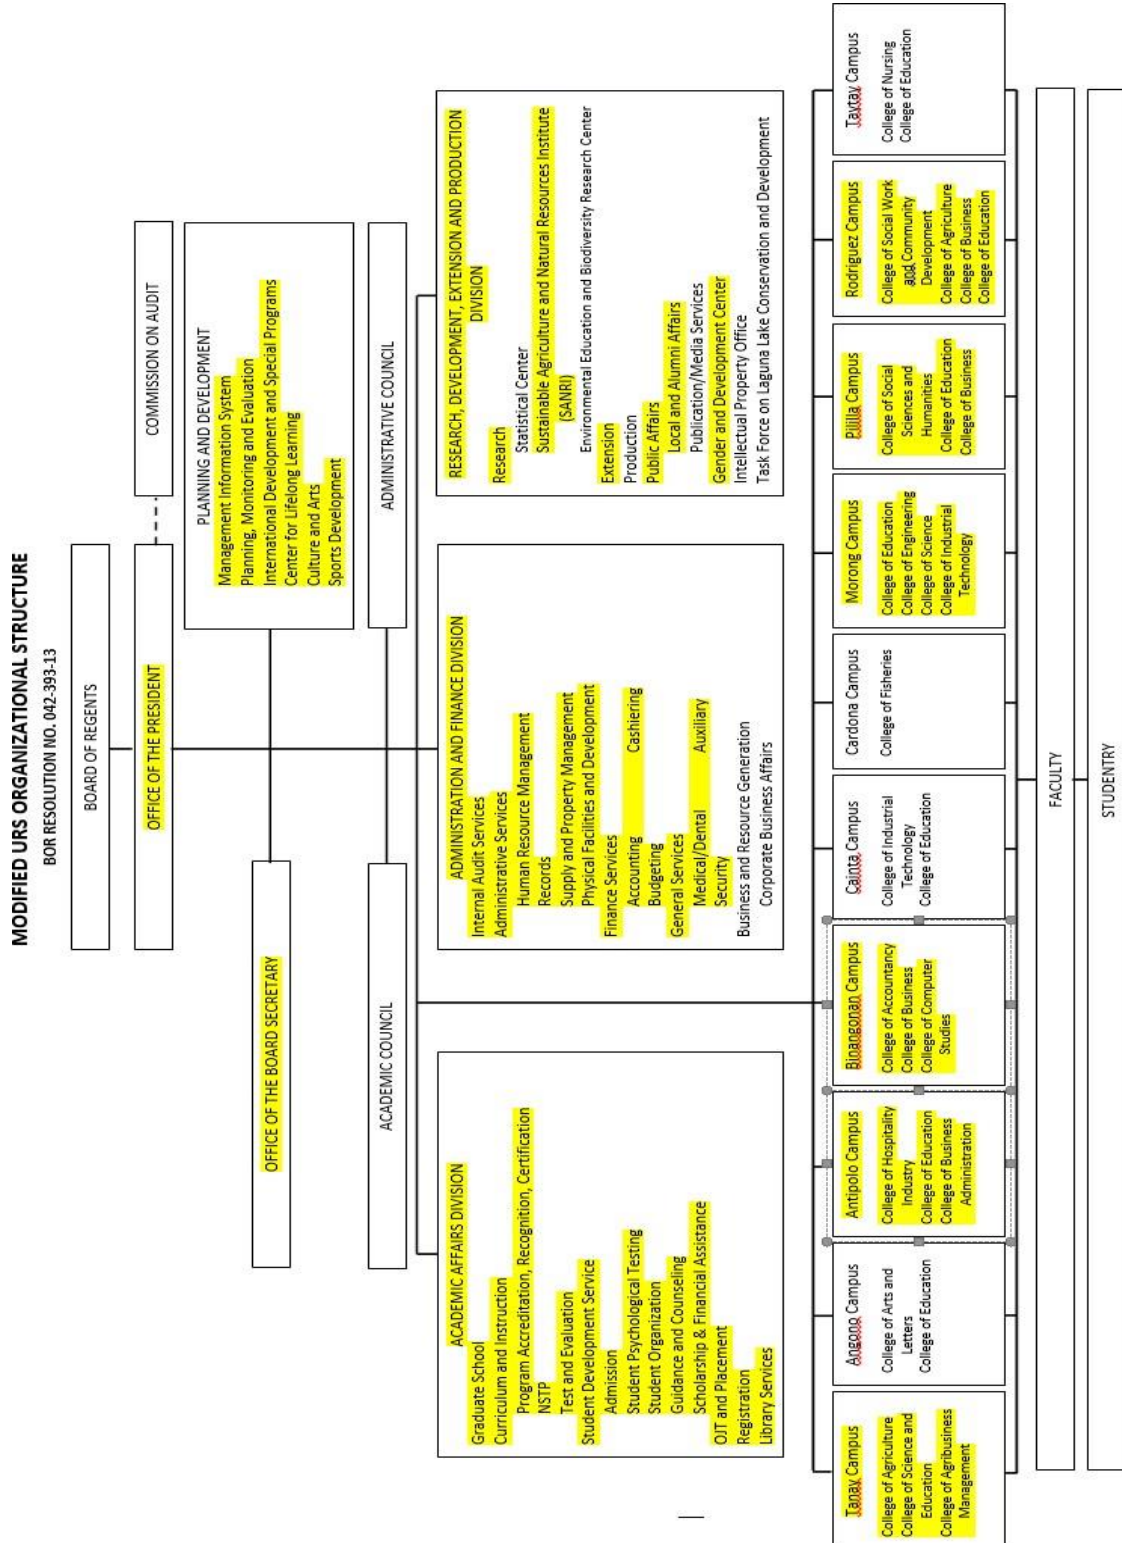 MODIFIED URS ORGANIZATIONAL STRUCTURE
BOR RESOLUTION NO. 042-393-13
BOARD OF REGENTS
OFFICE OF THE PRESIDENT
COMMISSION ON AUDIT
OFFICE OF THE BOARD SECRETARY
PLANNING AND DEVELOPMENT
Management Information System
Planning, Monitoring and Evaluation
International Development and Special Programs
Center for Lifelong Learning
Culture and Arts
Sports Development
ACADEMIC COUNCIL
ADMINISTRATIVE COUNCIL
ACADEMIC AFFAIRS DIVISION
Graduate School
Curriculum and Instruction
Program Accreditation, Recognition, Certification
NSTP
Test and Evaluation
Student Development Service
Admission
Student Psychological Testing
Student Organization
Guidance and Counseling
Scholarship & Financial Assistance
OJT and Placement
Registration
Library Services
ADMINISTRATION AND FINANCE DIVISION
Internal Audit Services
Administrative Services
Human Resource Management
Records
Supply and Property Management
Physical Facilities and Development
Finance Services
Accounting Cashiering
Budgeting
General Services
Medical/Dental Auxiliary
Security
Business and Resource Generation
Corporate Business Affairs
RESEARCH, DEVELOPMENT, EXTENSION AND PRODUCTION
DIVISION
Research
Statistical Center
Sustainable Agriculture and Natural Resources Institute
(SANRI)
Environmental Education and Biodiversity Research Center
Extension
Production
Public Affairs
Local and Alumni Affairs
Publication/Media Services
Gender and Development Center
Intellectual Property Office
Task Force on Laguna Lake Conservation and Development
Tanay Campus
College of Agriculture
College of Science and
Education
College of Agribusiness
Management
Angono Campus
College of Arts and
Letters
College of Education
Antipolo Campus
College of Hospitality
Industry
College of Education
College of Business
Administration
Binangonan Campus
College of Accountancy
College of Business
College of Computer
Studies
Cainta Campus
College of Industrial
Technology
College of Education
Cardona Campus
College of Fisheries
Morong Campus
College of Education
College of Engineering
College of Science
College of Industrial
Technology
Pililla Campus
College of Social
Sciences and
Humanities
College of Education
College of Business
Rodriguez Campus
College of Social Work
and Community
Development
College of Agriculture
College of Business
College of Education
Taytay Campus
College of Nursing
College of Education
FACULTY
STUDENTRY